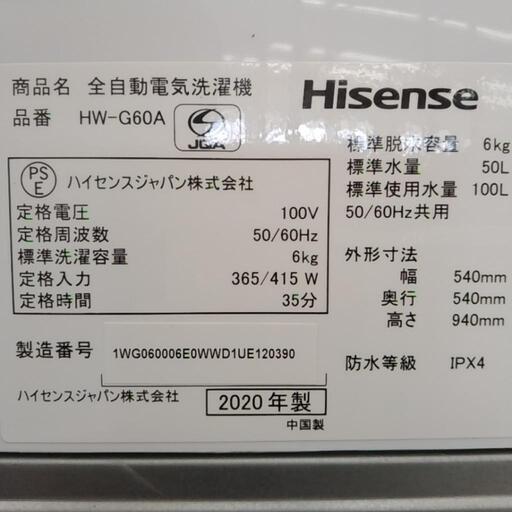 商品名 全自動電気洗濯機
品番 HW-G60A
JQA
Hisense
PS
E
ハイセンスジャパン株式会社
定格電圧 100V
定格周波数 50/60Hz
標準洗濯容量 6kg
定格入力 365/415 W
定格時間 35分
標準脱水容量 6kg
標準水量 50L
標準使用水量 100L
50/60Hz共用
外形寸法
幅 540mm
奥行 540mm
高さ 940mm
製造番号 1WG060006E0WWD1UE120390
防水等級 IPX4
ハイセンスジャパン株式会社 2020年製
中国製